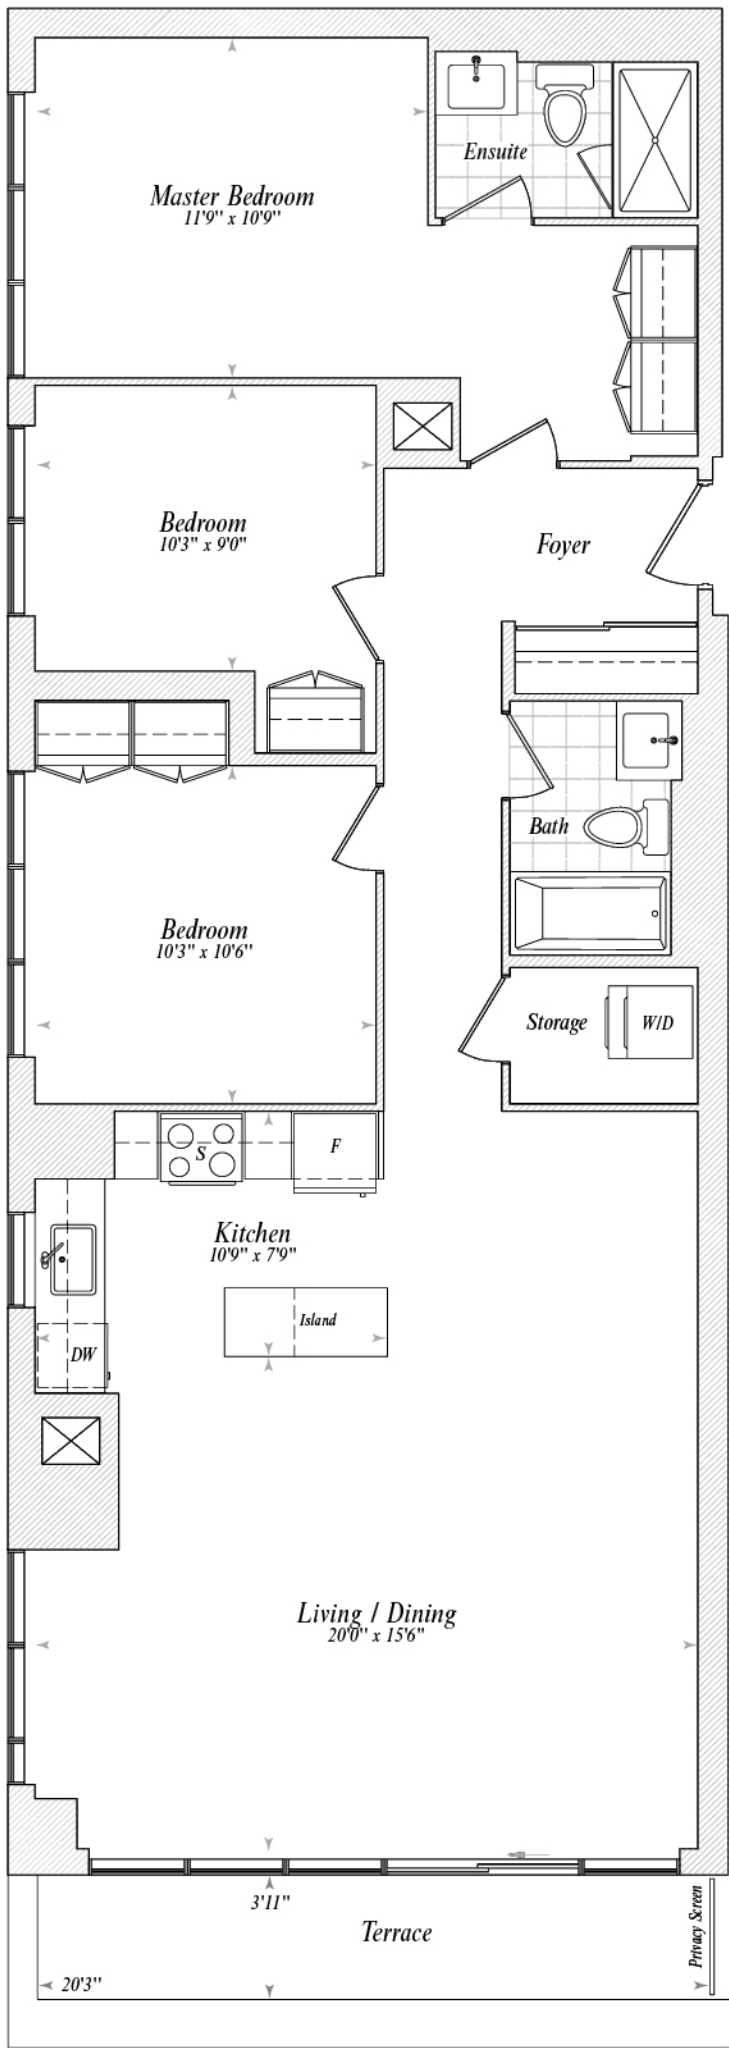 Ensuite
Master Bedroom
11'9" x 10'9"
Bedroom
10'3" x 9'0"
Foyer
Bath
Bedroom
10'3" x 10'6"
Storage
W/D
S
F
Kitchen
10'9" x 7'9"
Island
DW
Living / Dining
20'0" x 15'6"
3'11"
Terrace
Privacy Screen
20'3"